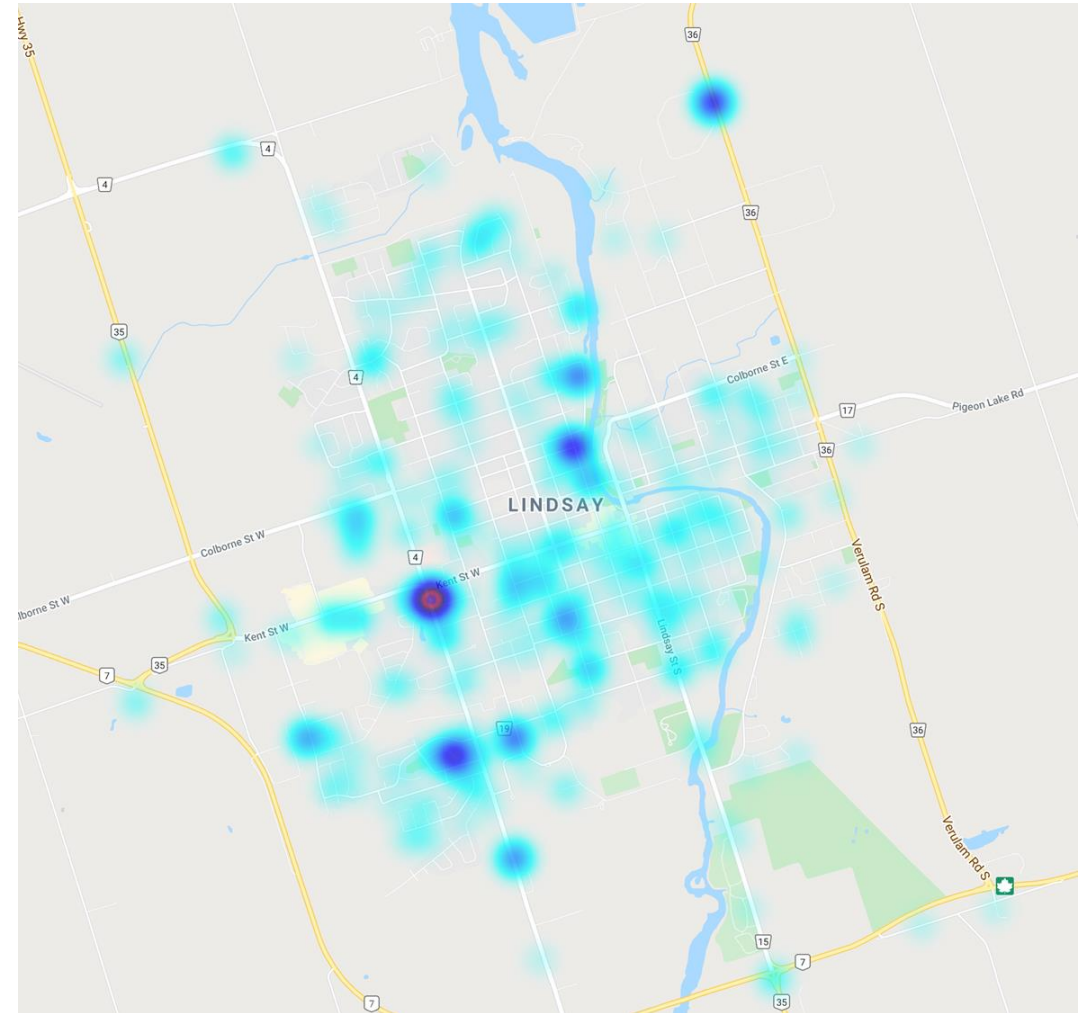 Hwy 35
36
4
4
36
35
Colborne St E
4
Pigeon Lake Rd
17
36
LINDSAY
Colborne St W
4
Kent St W
Verulam Rd S
lborne St W
Kent St W
Lindsay St S
35
7
19
36
Verulam Rd S
15
7
7
35